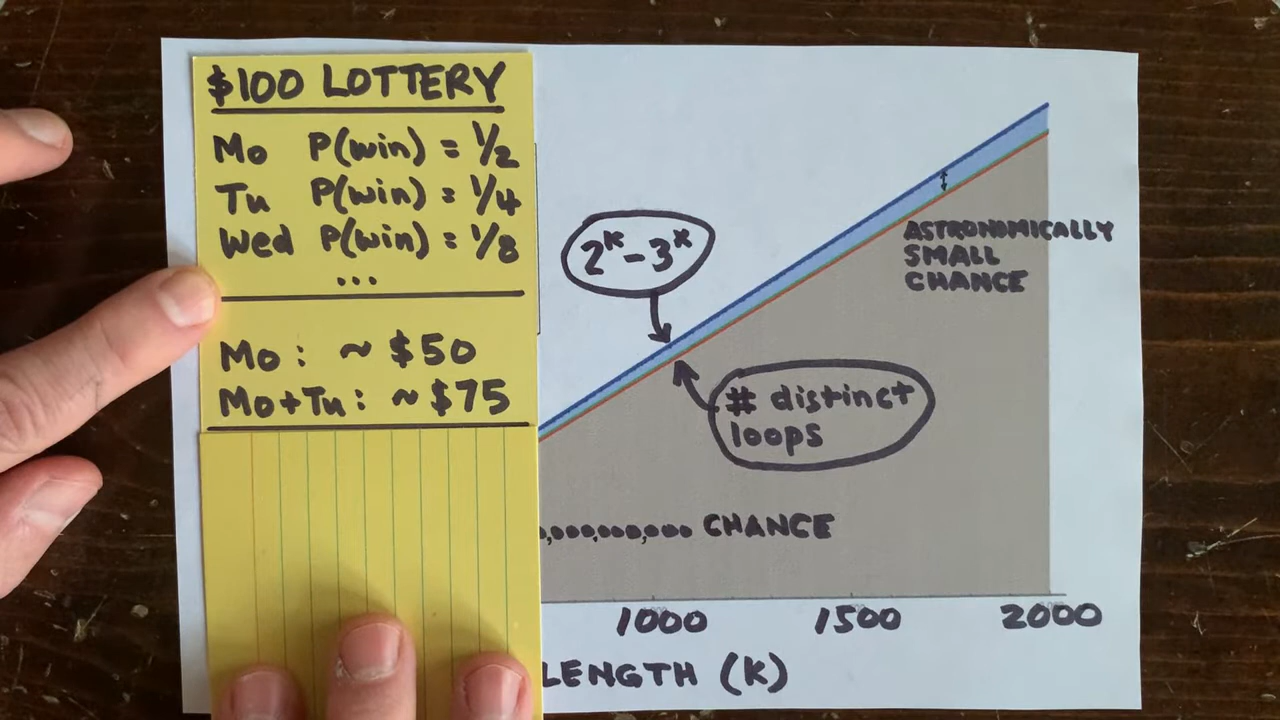 $100 LOTTERY
Mo P(win) = 1/2
Tu P(win) = 1/4
Wed P(win) = 1/8
...
Mo: ~ $50
Mo+Tu: ~ $75
2^k - 3^x
# distinct
loops
ASTRONOMICALLY
SMALL
CHANCE
CHANCE
1000 1500 2000
LENGTH (K)